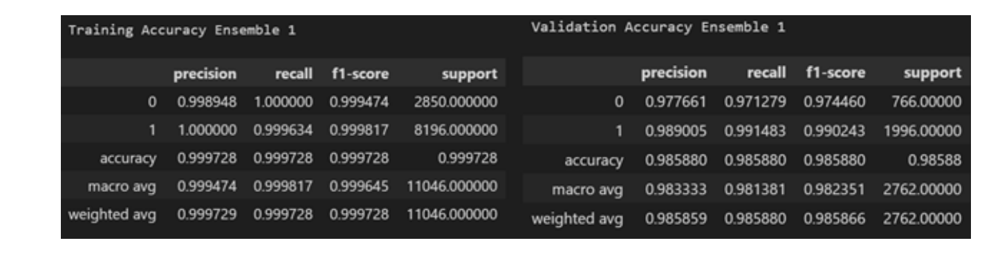 Training Accuracy Ensemble 1
precision recall f1-score support
0 0.998948 1.000000 0.999474 2850.000000
1 1.000000 0.999634 0.999817 8196.000000
accuracy 0.999728 0.999728 0.999728 0.999728
macro avg 0.999474 0.999817 0.999645 11046.000000
weighted avg 0.999729 0.999728 0.999728 11046.000000
Validation Accuracy Ensemble 1
precision recall f1-score support
0 0.977661 0.971279 0.974460 766.00000
1 0.989005 0.991483 0.990243 1996.00000
accuracy 0.985880 0.985880 0.985880 0.98588
macro avg 0.983333 0.981381 0.982351 2762.00000
weighted avg 0.985859 0.985880 0.985866 2762.00000